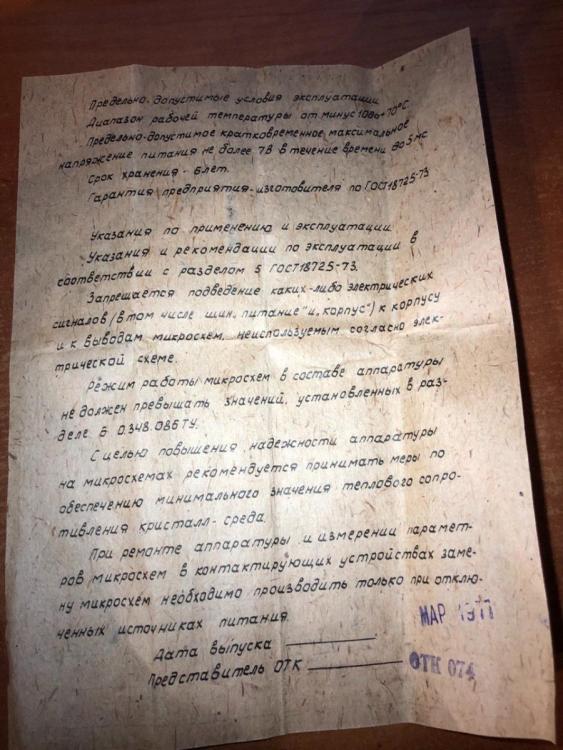 Предельно-допустимые условия эксплуатации
Диапазон рабочей температуры от минус 10 до +70°С
Предельно-допустимое кратковременное максимальное
напряжение питания не более 7В в течение времени до 5 мс
Срок хранения - 6 лет.
Гарантия предприятия-изготовителя по ГОСТ18725-73
Указания по применению и эксплуатации
Указания и рекомендации по эксплуатации в
соответствии с разделом 5 ГОСТ18725-73.
Запрещается подведение каких-либо электрических
сигналов (в том числе шин „питание" и „корпус") к корпусу
и к выводам микросхем, неиспользуемым согласно элек-
трической схеме.
Режим работы микросхем в составе аппаратуры
не должен превышать значений, установленных в раз-
деле 6 0.348.086ТУ.
С целью повышения надежности аппаратуры
на микросхемах рекомендуется принимать меры по
обеспечению минимального значения теплового сопро-
тивления кристалл-среда.
При ремонте аппаратуры и измерении парамет-
ров микросхем в контактирующих устройствах заме-
ну микросхем необходимо производить только при отклю-
ченных источниках питания.
МАР 1977
Дата выпуска
Представитель ОТК ОТК 074